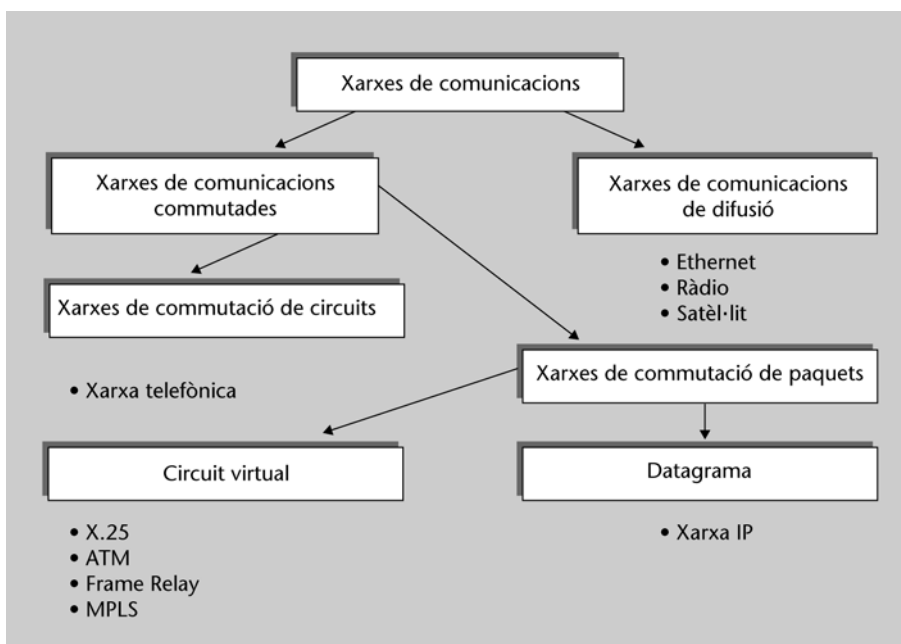 Xarxes de comunicacions
Xarxes de comunicacions
commutades
Xarxes de comunicacions
de difusió
• Ethernet
• Ràdio
• Satèl·lit
Xarxes de commutació de circuits
• Xarxa telefònica
Xarxes de commutació de paquets
Circuit virtual
• X.25
• ATM
• Frame Relay
• MPLS
Datagrama
• Xarxa IP